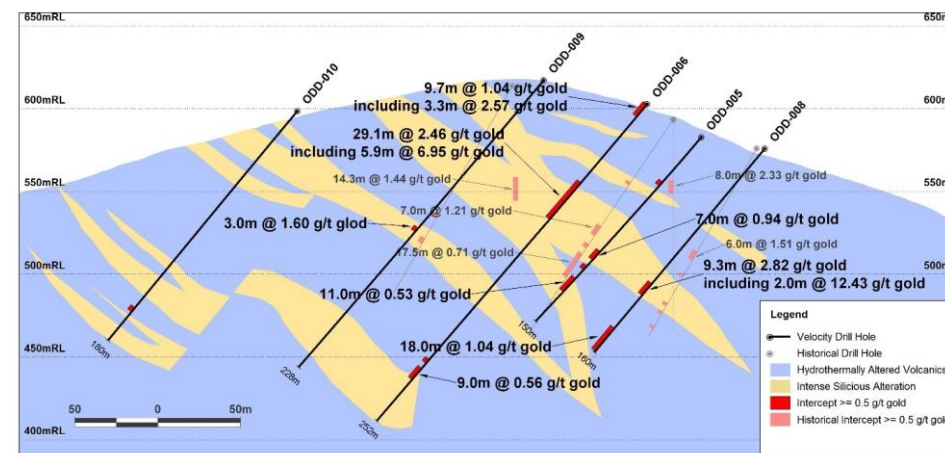 650mRL
650m
ODD-009
ODD-006
ODD-010
ODD-005
ODD-008
9.7m @ 1.04 g/t gold
including 3.3m @ 2.57 g/t gold
600mRL
600m
29.1m @ 2.46 g/t gold
including 5.9m @ 6.95 g/t gold
14.3m @ 1.44 g/t gold
8.0m @ 2.33 g/t gold
550mRL
550m
7.0m @ 1.21 g/t gold
3.0m @ 1.60 g/t glod
7.0m @ 0.94 g/t gold
17.5m @ 0.71 g/t gold
6.0m @ 1.51 g/t gold
500mRL
500m
9.3m @ 2.82 g/t gold
including 2.0m @ 12.43 g/t gold
11.0m @ 0.53 g/t gold
150m
18.0m @ 1.04 g/t gold
180m
160m
450mRL
228m
9.0m @ 0.56 g/t gold
252m
50 0 50m
400mRL
Legend
Velocity Drill Hole
Historical Drill Hole
Hydrothermally Altered Volcanics
Intense Silicious Alteration
Intercept >= 0.5 g/t gold
Historical Intercept >= 0.5 g/t gold